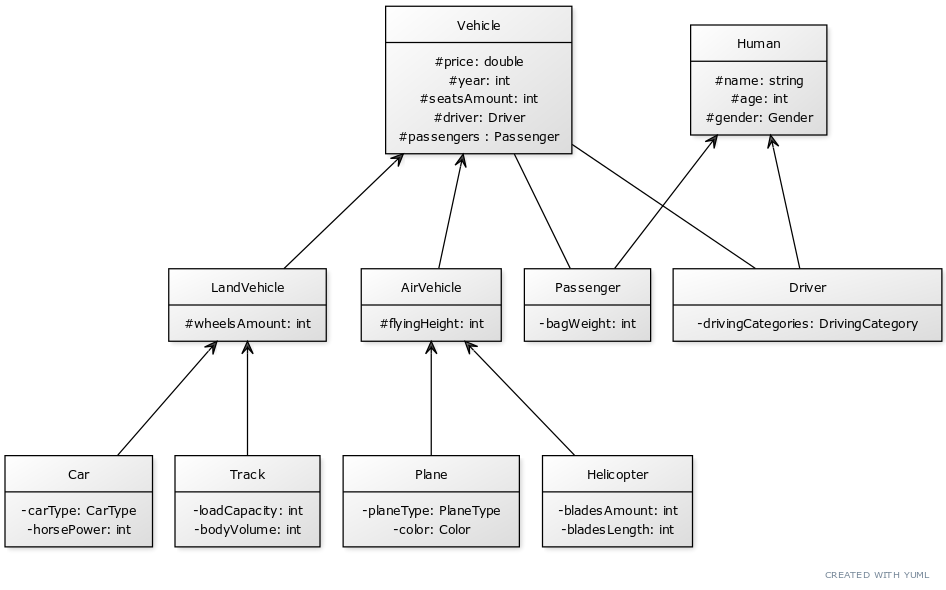 Vehicle
#price: double
#year: int
#seatsAmount: int
#driver: Driver
#passengers : Passenger
Human
#name: string
#age: int
#gender: Gender
LandVehicle
#wheelsAmount: int
AirVehicle
#flyingHeight: int
Passenger
-bagWeight: int
Driver
-drivingCategories: DrivingCategory
Car
-carType: CarType
-horsePower: int
Track
-loadCapacity: int
-bodyVolume: int
Plane
-planeType: PlaneType
-color: Color
Helicopter
-bladesAmount: int
-bladesLength: int
CREATED WITH YUML